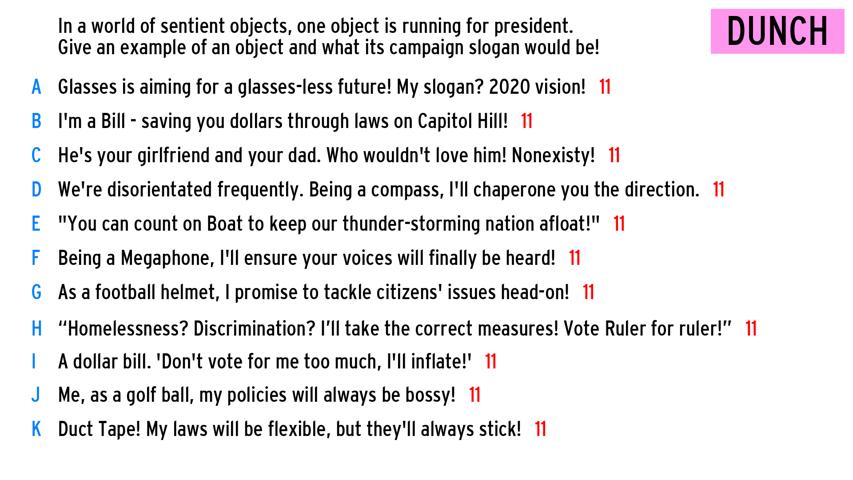 In a world of sentient objects, one object is running for president.
Give an example of an object and what its campaign slogan would be!
DUNCH
A Glasses is aiming for a glasses-less future! My slogan? 2020 vision! 11
B I'm a Bill - saving you dollars through laws on Capitol Hill! 11
C He's your girlfriend and your dad. Who wouldn't love him! Nonexisty! 11
D We're disorientated frequently. Being a compass, I'll chaperone you the direction. 11
E "You can count on Boat to keep our thunder-storming nation afloat!" 11
F Being a Megaphone, I'll ensure your voices will finally be heard! 11
G As a football helmet, I promise to tackle citizens' issues head-on! 11
H “Homelessness? Discrimination? I’ll take the correct measures! Vote Ruler for ruler!” 11
I A dollar bill. 'Don't vote for me too much, I'll inflate!' 11
J Me, as a golf ball, my policies will always be bossy! 11
K Duct Tape! My laws will be flexible, but they'll always stick! 11